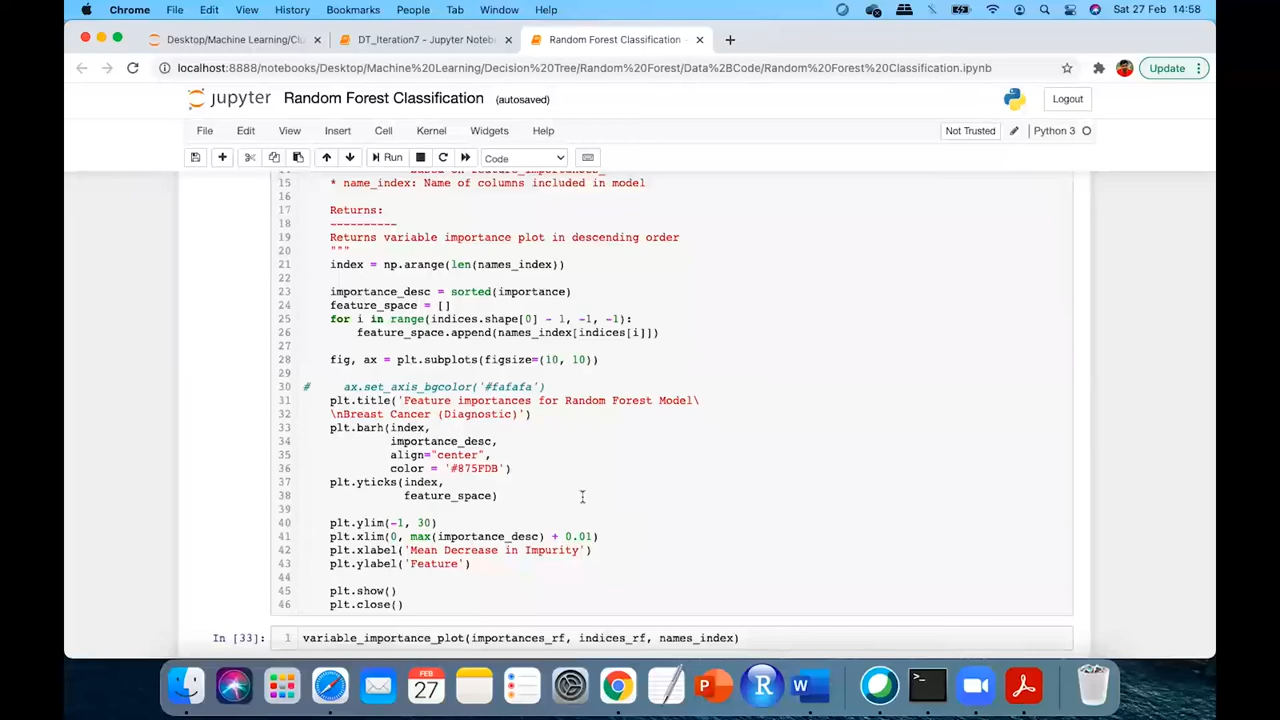 Chrome File Edit View History Bookmarks People Tab Window Help Sat 27 Feb 14:58
Desktop/Machine Learning/Clu
DT_Iteration7 - Jupyter Noteb
Random Forest Classification -
localhost:8888/notebooks/Desktop/Machine%20Learning/Decision%20Tree/Random%20Forest/Data%2BCode/Random%20Forest%20Classification.ipynb
Update
jupyter Random Forest Classification (autosaved)
Logout
File Edit View Insert Cell Kernel Widgets Help
Not Trusted
Python 3
Run
Code
based on feature_importances_
15 * name_index: Name of columns included in model
16
17 Returns:
18 ----------
19 Returns variable importance plot in descending order
20 """
21 index = np.arange(len(names_index))
22
23 importance_desc = sorted(importance)
24 feature_space = []
25 for i in range(indices.shape[0] - 1, -1, -1):
26 feature_space.append(names_index[indices[i]])
27
28 fig, ax = plt.subplots(figsize=(10, 10))
29
30 # ax.set_axis_bgcolor('#fafafa')
31 plt.title('Feature importances for Random Forest Model\
32 \nBreast Cancer (Diagnostic)')
33 plt.barh(index,
34 importance_desc,
35 align="center",
36 color = '#875FDB')
37 plt.yticks(index,
38 feature_space)
39
40 plt.ylim(-1, 30)
41 plt.xlim(0, max(importance_desc) + 0.01)
42 plt.xlabel('Mean Decrease in Impurity')
43 plt.ylabel('Feature')
44
45 plt.show()
46 plt.close()
In [33]: 1 variable_importance_plot(importances_rf, indices_rf, names_index)
FEB
27
R
W